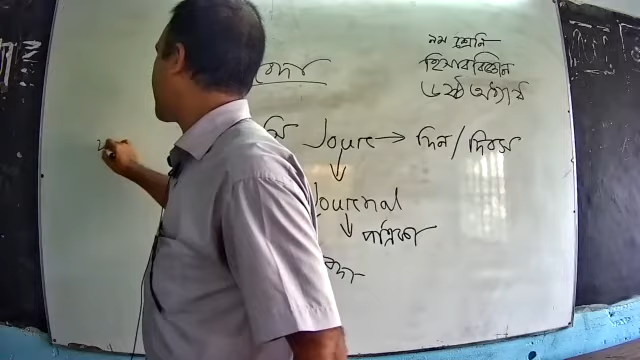 ৯ম শ্রেণি
হিসাববিজ্ঞান
৬ষ্ঠ অধ্যায়
Jour → দিন / দিবস
Journal
পত্রিকা